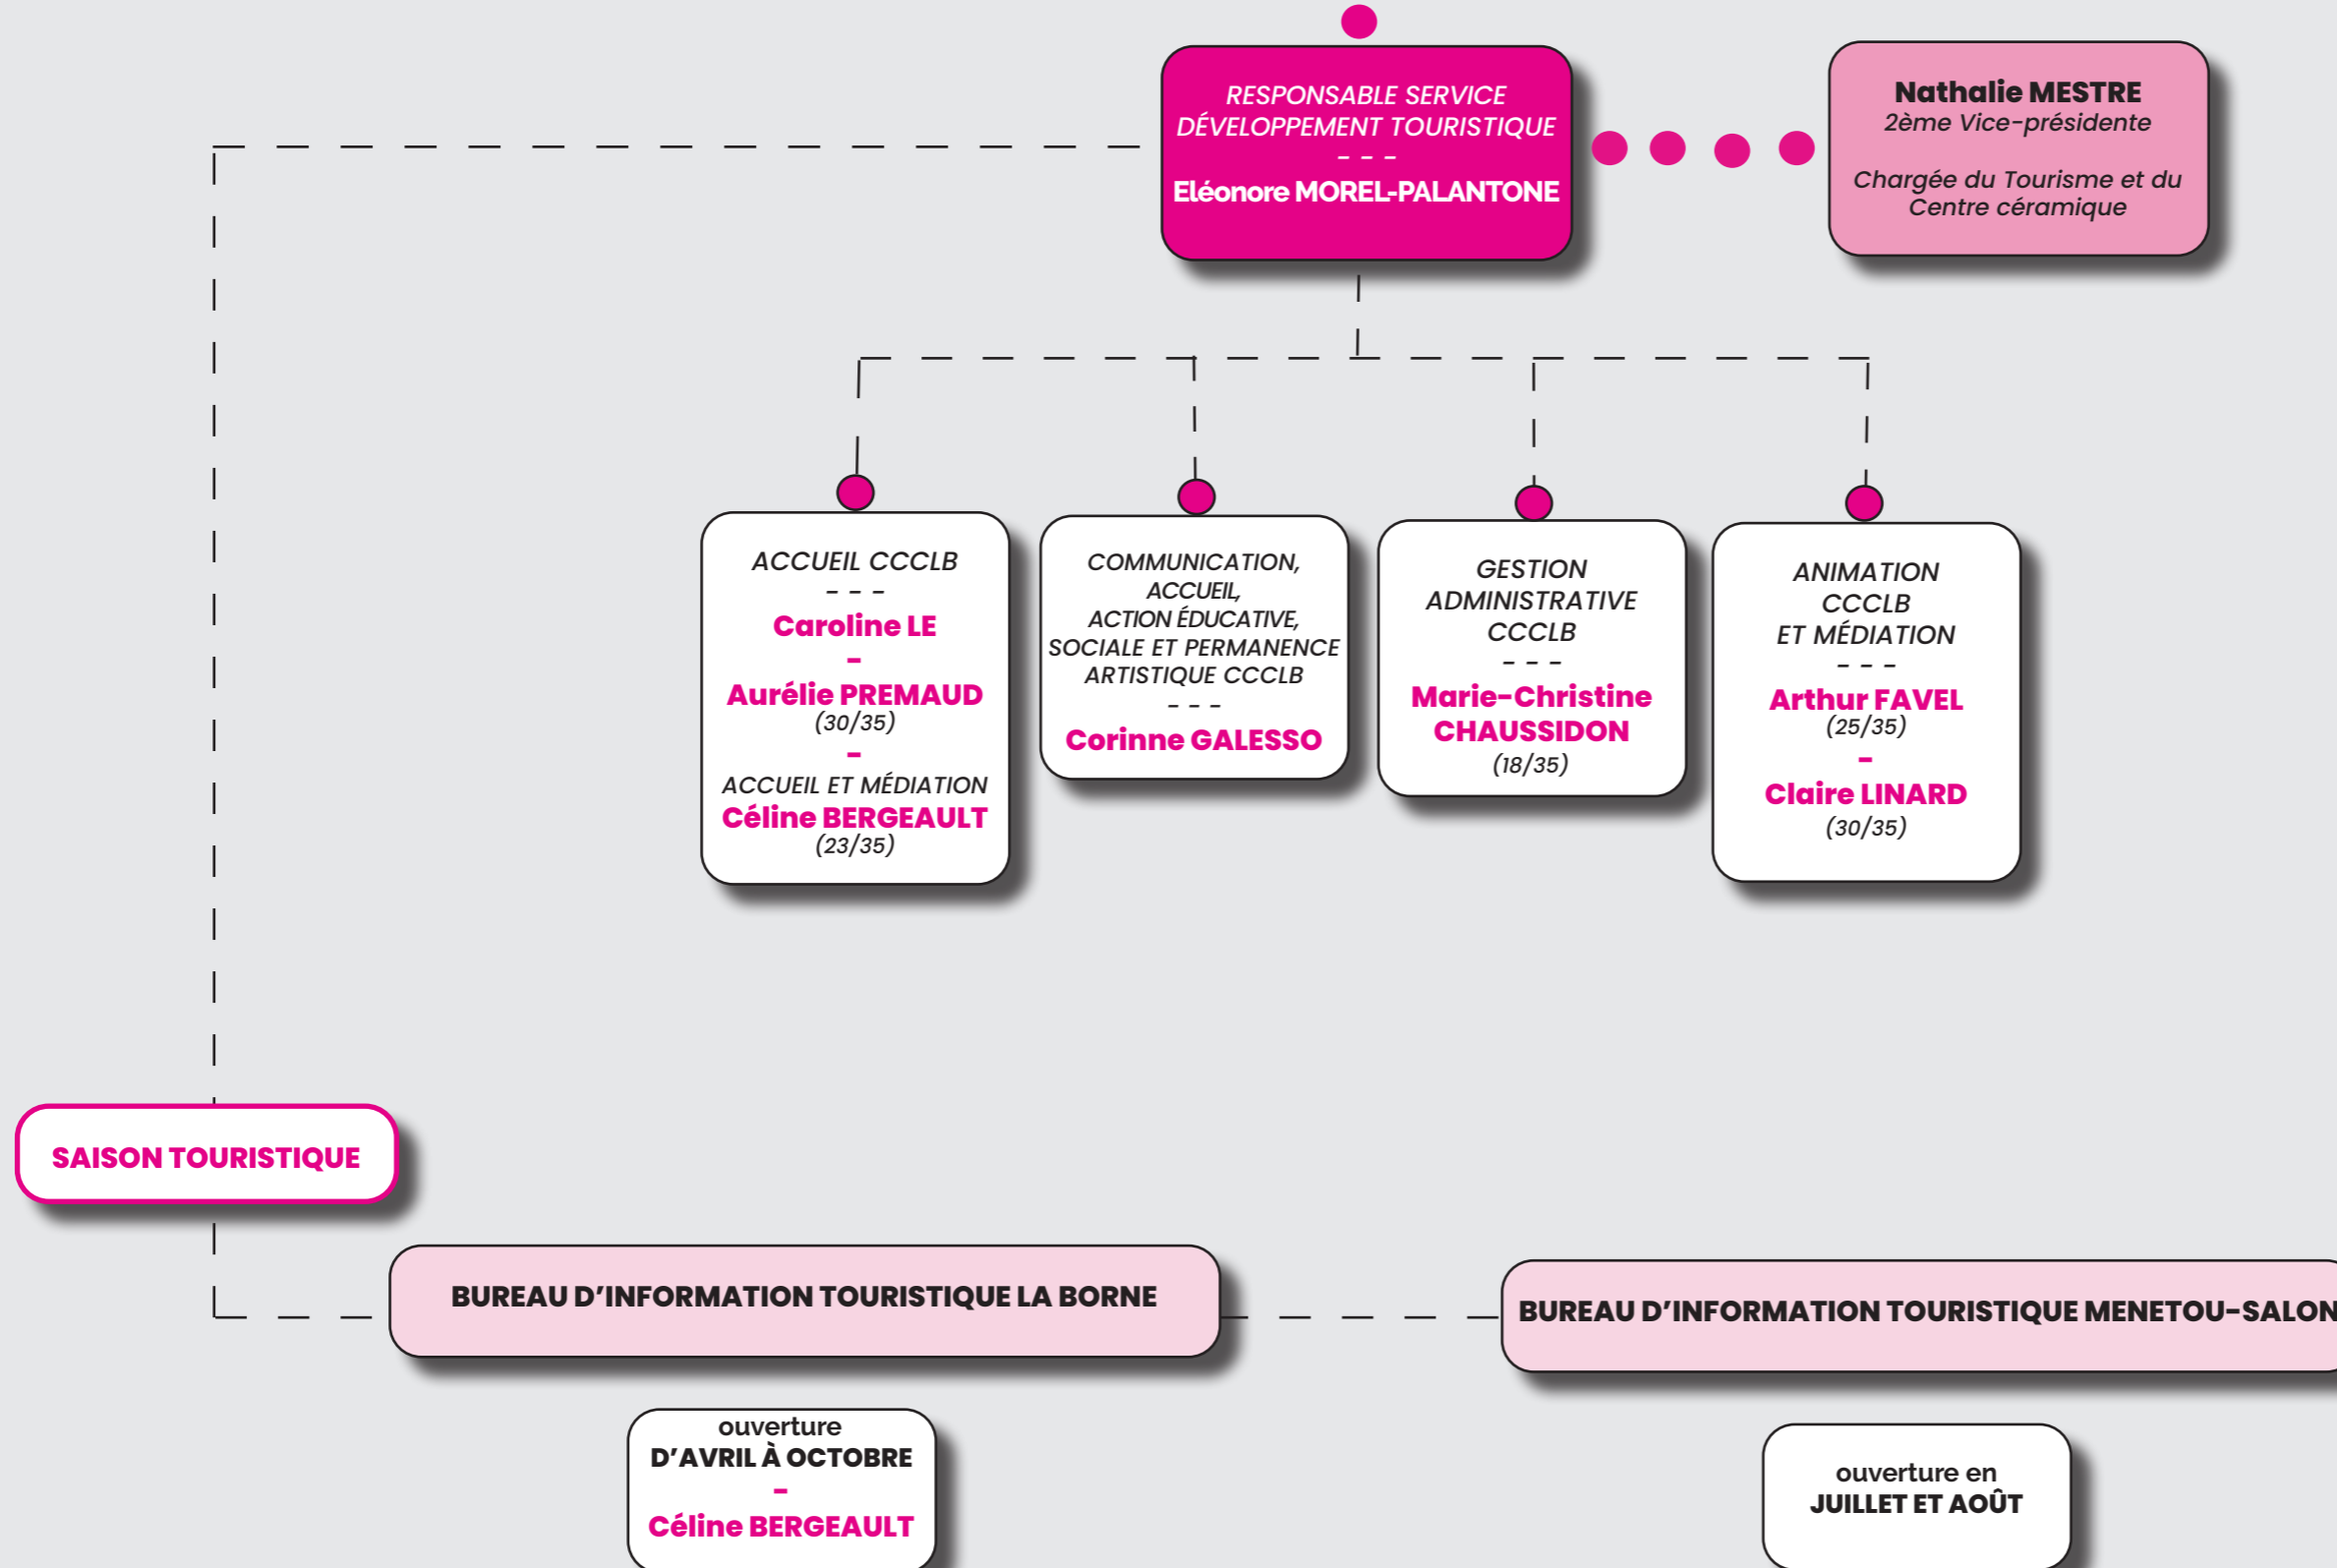 RESPONSABLE SERVICE
DÉVELOPPEMENT TOURISTIQUE
- - -
Eléonore MOREL-PALANTONE
Nathalie MESTRE
2ème Vice-présidente
Chargée du Tourisme et du
Centre céramique
ACCUEIL CCCLB
- - -
Caroline LE
-
Aurélie PREMAUD
(30/35)
-
ACCUEIL ET MÉDIATION
Céline BERGEAULT
(23/35)
COMMUNICATION,
ACCUEIL,
ACTION ÉDUCATIVE,
SOCIALE ET PERMANENCE
ARTISTIQUE CCCLB
- - -
Corinne GALESSO
GESTION
ADMINISTRATIVE
CCCLB
- - -
Marie-Christine
CHAUSSIDON
(18/35)
ANIMATION
CCCLB
ET MÉDIATION
- - -
Arthur FAVEL
(25/35)
-
Claire LINARD
(30/35)
SAISON TOURISTIQUE
BUREAU D’INFORMATION TOURISTIQUE LA BORNE
ouverture
D’AVRIL À OCTOBRE
-
Céline BERGEAULT
BUREAU D’INFORMATION TOURISTIQUE MENETOU-SALON
ouverture en
JUILLET ET AOÛT